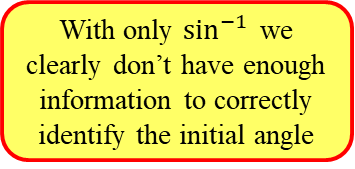 With only sin⁻¹ we
clearly don't have enough
information to correctly
identify the initial angle